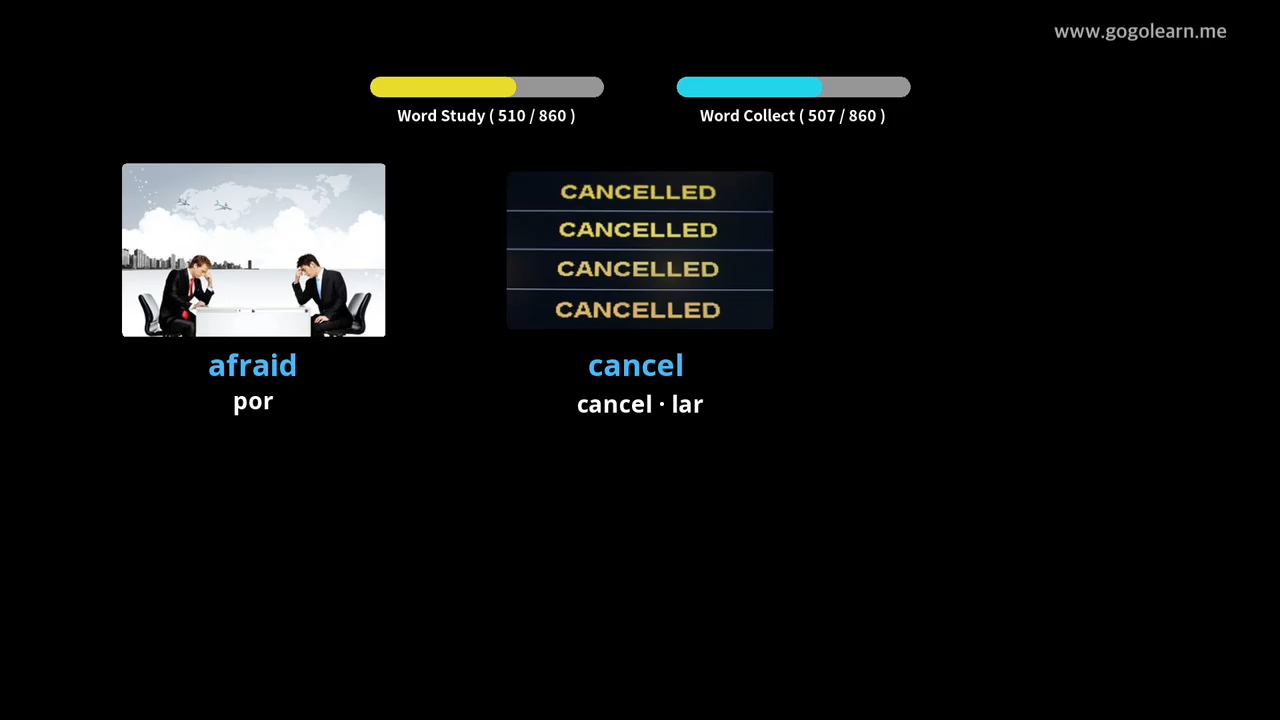 www.gogolearn.me
Word Study ( 510 / 860 )
Word Collect ( 507 / 860 )
CANCELLED
CANCELLED
CANCELLED
CANCELLED
afraid
por
cancel
cancel · lar